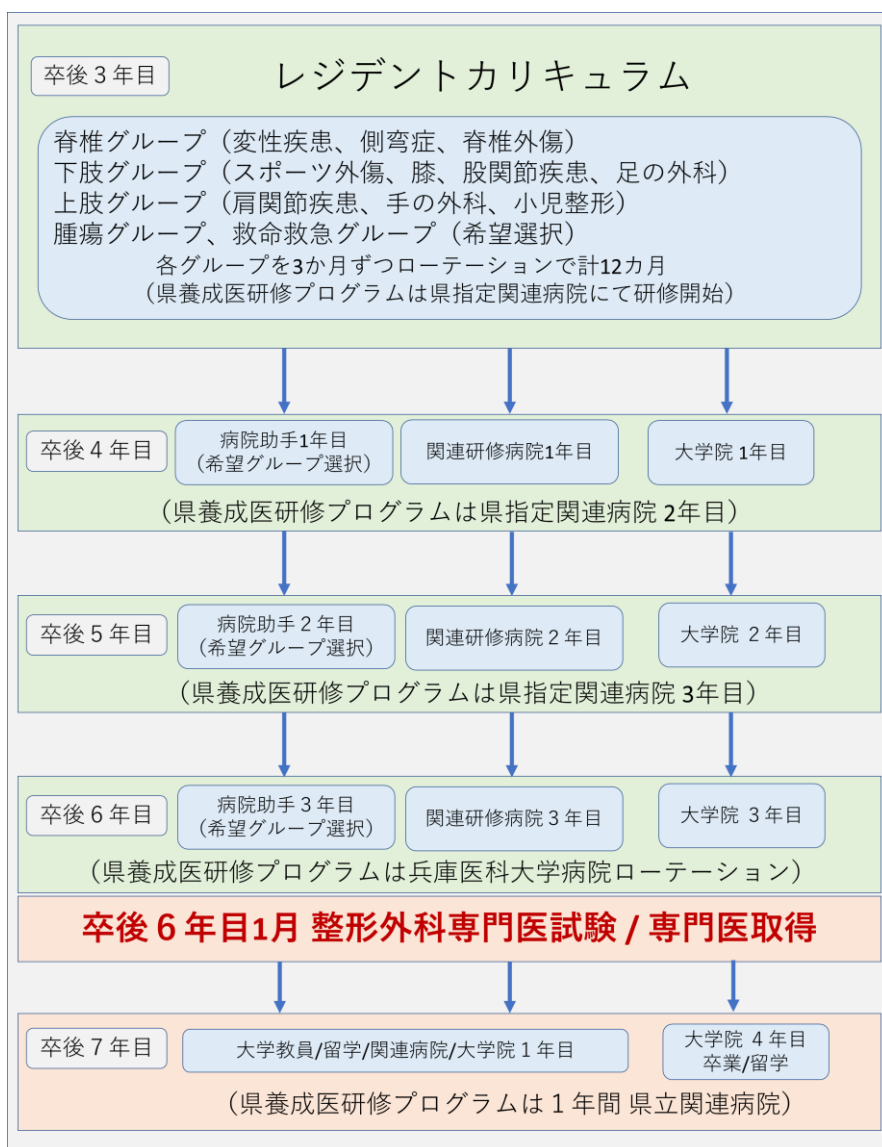 卒後３年目
レジデントカリキュラム
脊椎グループ（変性疾患、側弯症、脊椎外傷）
下肢グループ（スポーツ外傷、膝、股関節疾患、足の外科）
上肢グループ（肩関節疾患、手の外科、小児整形）
腫瘍グループ、救命救急グループ（希望選択）
各グループを3か月ずつローテーションで計12カ月
（県養成医研修プログラムは県指定関連病院にて研修開始）
卒後４年目
病院助手1年目
(希望グループ選択）
関連研修病院1年目
大学院 1年目
（県養成医研修プログラムは県指定関連病院 2年目）
卒後５年目
病院助手２年目
(希望グループ選択）
関連研修病院２年目
大学院 ２年目
（県養成医研修プログラムは県指定関連病院 3年目）
卒後６年目
病院助手３年目
(希望グループ選択）
関連研修病院３年目
大学院 ３年目
（県養成医研修プログラムは兵庫医科大学病院ローテーション）
卒後６年目1月 整形外科専門医試験 / 専門医取得
卒後７年目
大学教員/留学/関連病院/大学院１年目
大学院 ４年目
卒業/留学
（県養成医研修プログラムは１年間 県立関連病院）